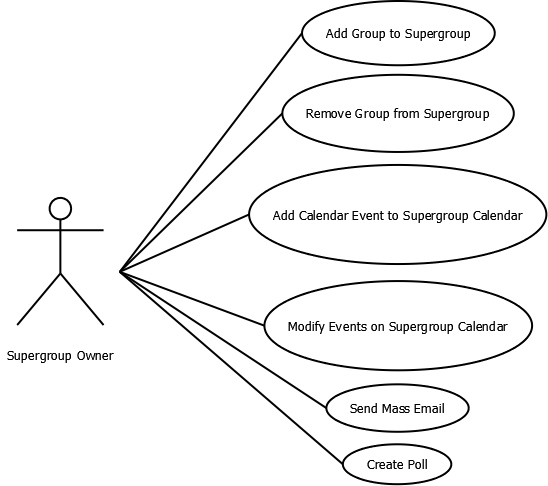 Add Group to Supergroup
Remove Group from Supergroup
Add Calendar Event to Supergroup Calendar
Modify Events on Supergroup Calendar
Supergroup Owner
Send Mass Email
Create Poll